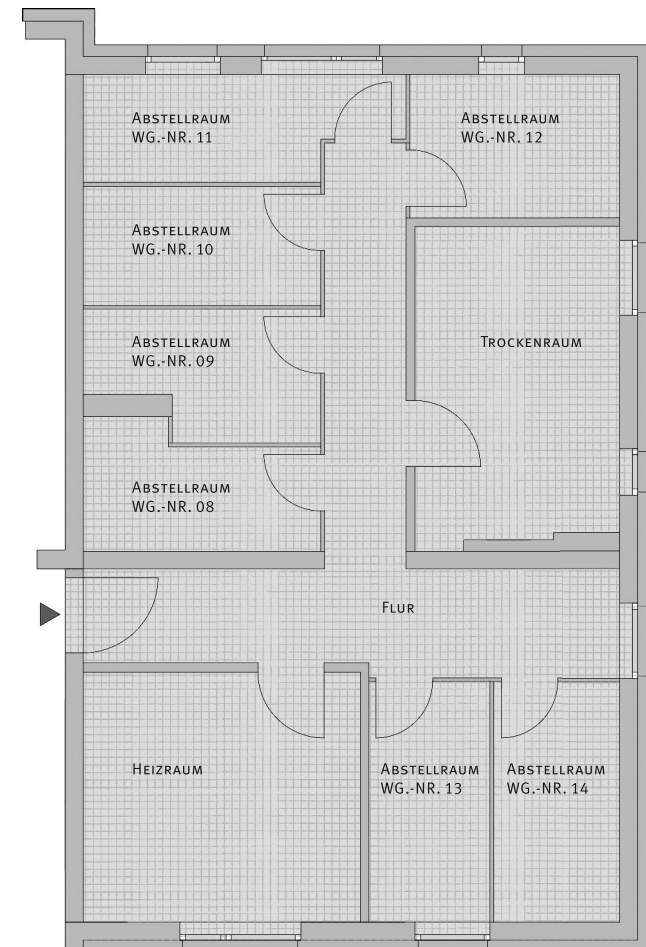 Abstellraum
WG.-NR. 11
Abstellraum
WG.-NR. 12
Abstellraum
WG.-NR. 10
Abstellraum
WG.-NR. 09
Trockenraum
Abstellraum
WG.-NR. 08
Flur
Heizraum
Abstellraum
WG.-NR. 13
Abstellraum
WG.-NR. 14